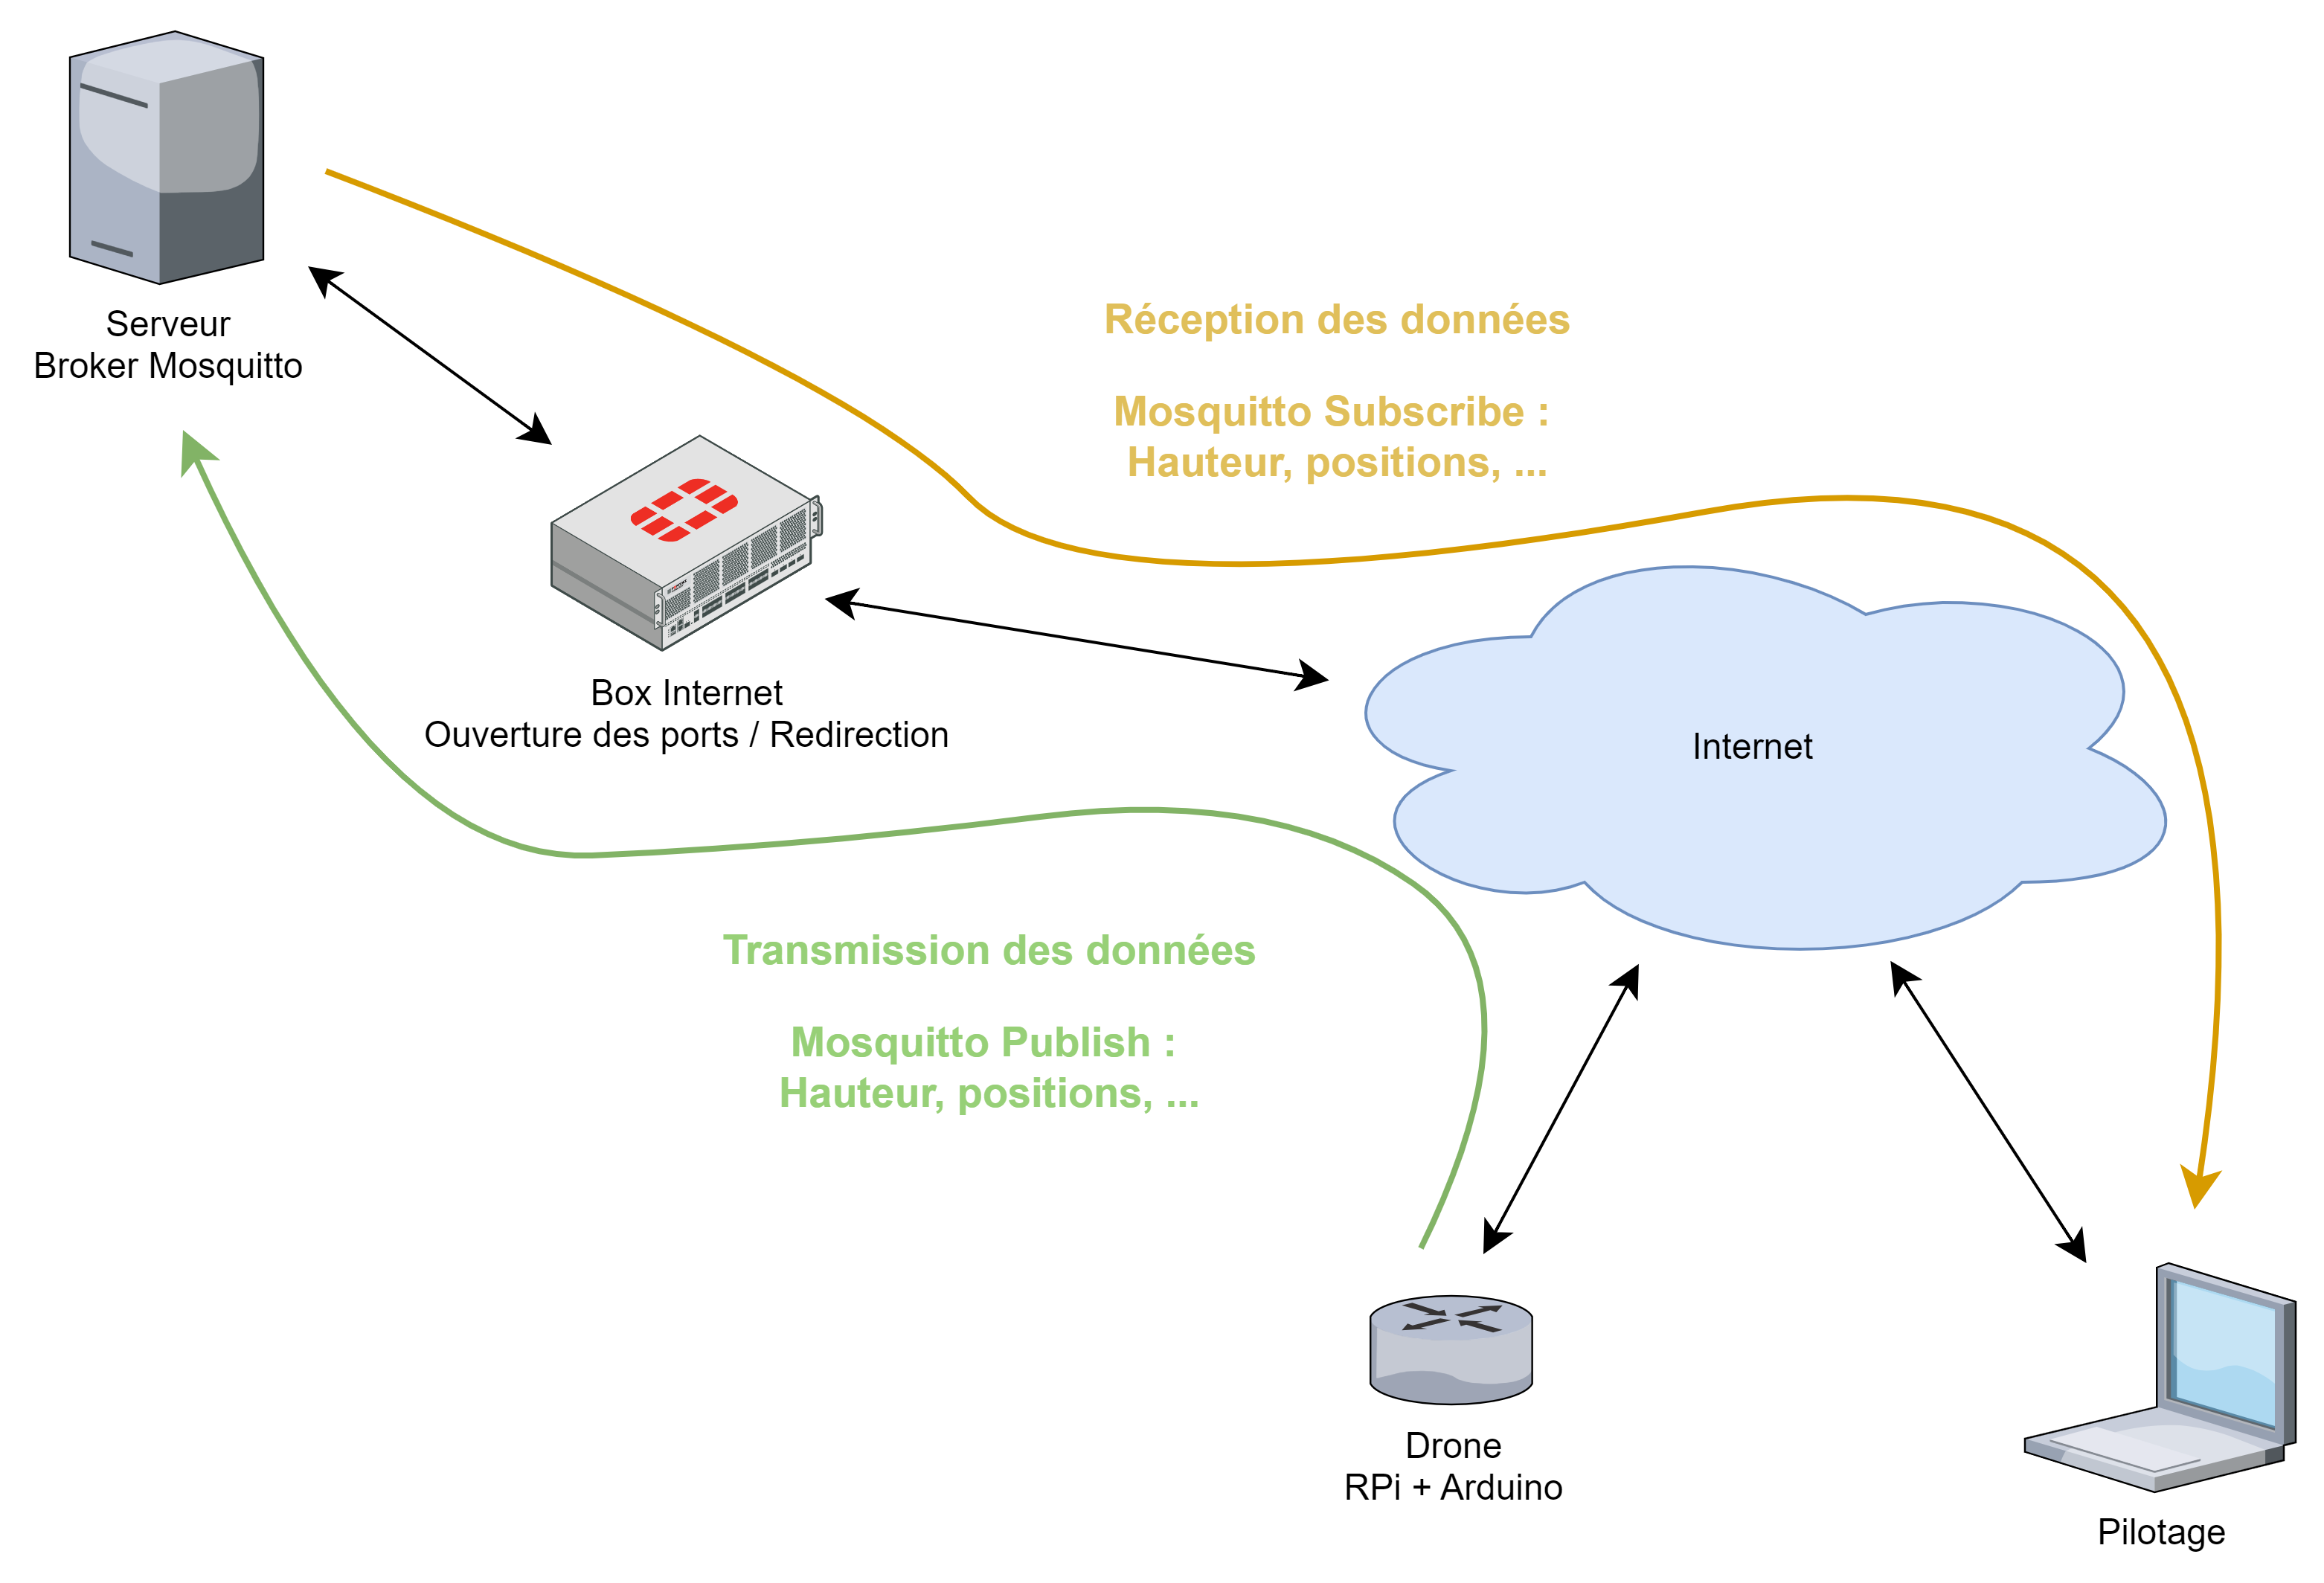 Serveur
Broker Mosquitto
Réception des données
Mosquitto Subscribe :
Hauteur, positions, ...
Box Internet
Ouverture des ports / Redirection
Internet
Transmission des données
Mosquitto Publish :
Hauteur, positions, ...
Drone
RPi + Arduino
Pilotage